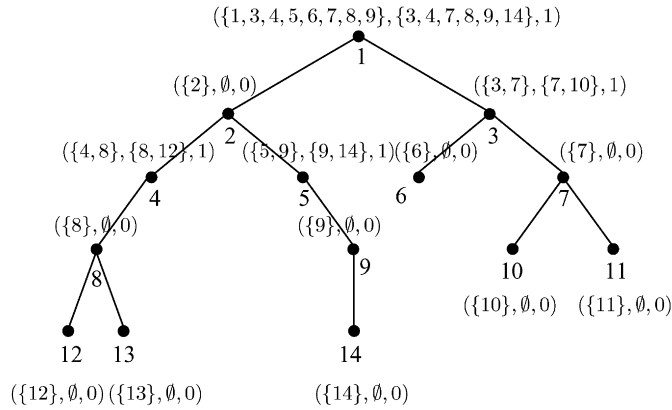 ({1, 3, 4, 5, 6, 7, 8, 9}, {3, 4, 7, 8, 9, 14}, 1)
1
({2}, ∅, 0)
({3, 7}, {7, 10}, 1)
2
3
({4, 8}, {8, 12}, 1)
({5, 9}, {9, 14}, 1)
({6}, ∅, 0)
({7}, ∅, 0)
4
5
6
7
({8}, ∅, 0)
({9}, ∅, 0)
8
9
10
11
({10}, ∅, 0)
({11}, ∅, 0)
12
13
14
({12}, ∅, 0)
({13}, ∅, 0)
({14}, ∅, 0)